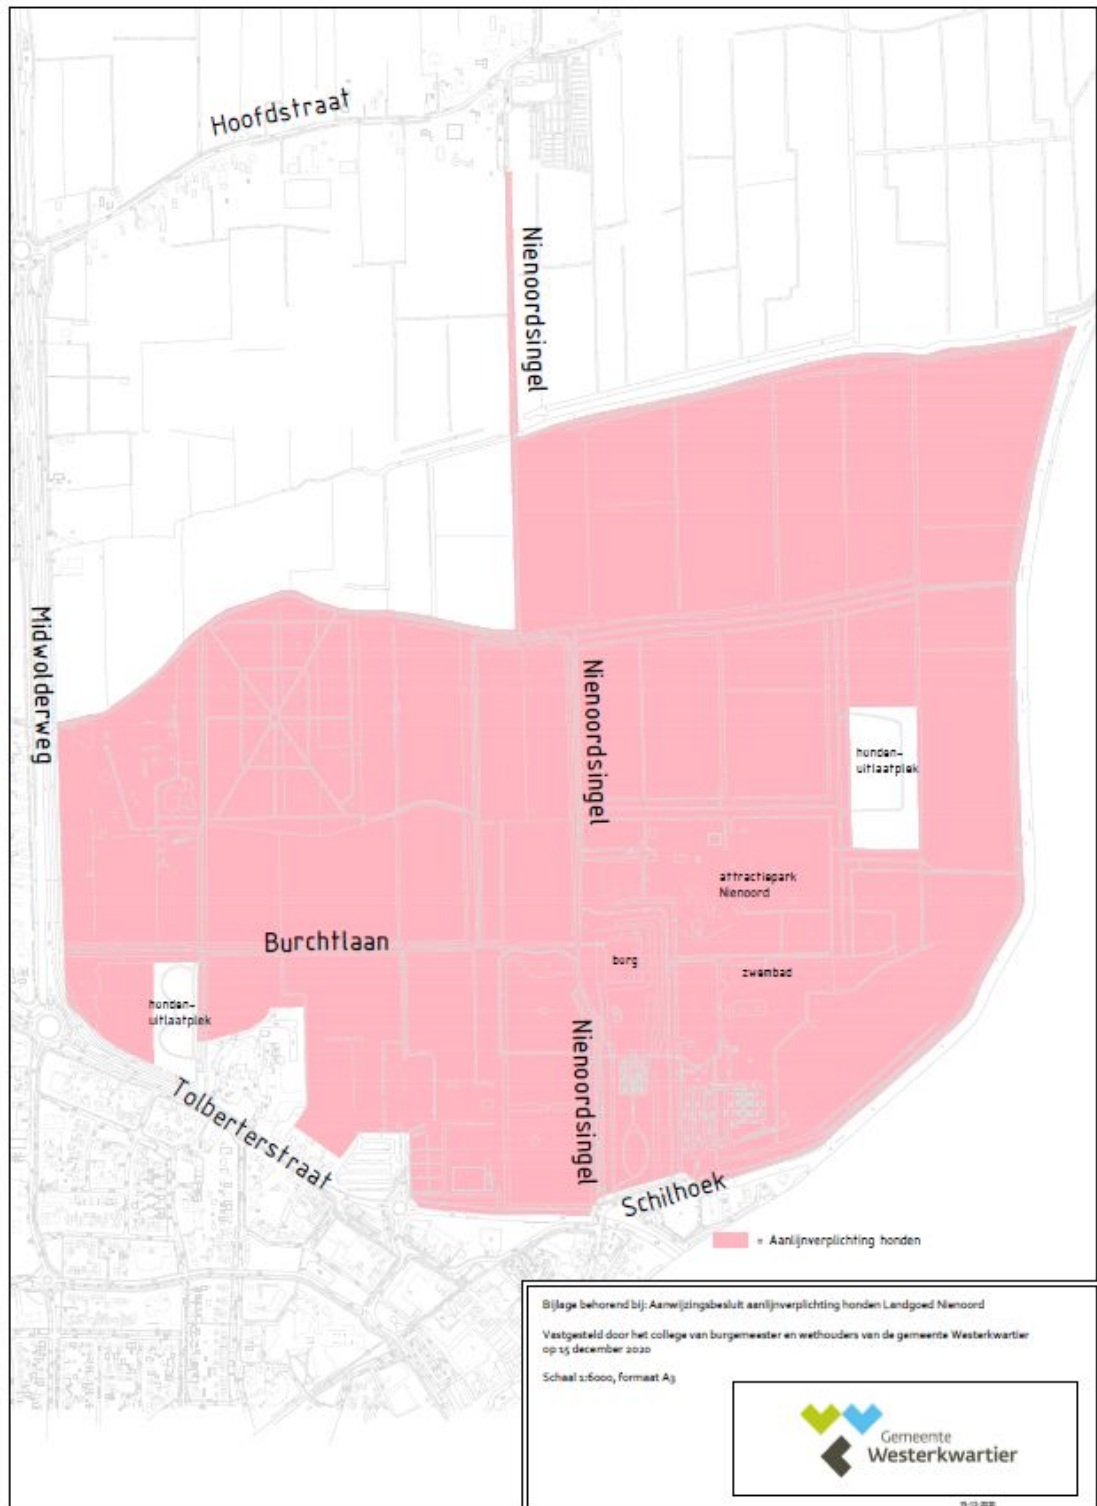 Hoofdstraat
Nienoordsingel
Midwolderweg
Nienoordsingel
honden-
uitlaatplek
attractiepark
Nienoord
Burchtlaan
borg
zwembad
honden-
uitlaatplek
Nienoordsingel
Tolberterstraat
Schilhoek
= Aanlijnverplichting honden
Bijlage behorend bij: Aanwijzingsbesluit aanlijnverplichting honden Landgoed Nienoord
Vastgesteld door het college van burgemeester en wethouders van de gemeente Westerkwartier
op 15 december 2020
Schaal 1:6000, formaat A3
Gemeente
Westerkwartier